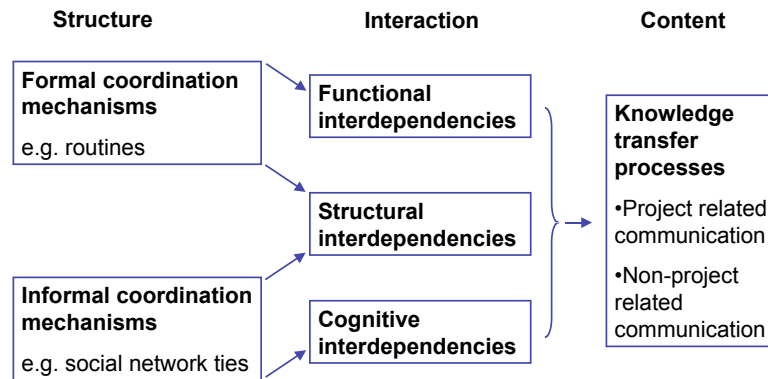 Structure
Interaction
Content
Formal coordination
mechanisms
e.g. routines
Informal coordination
mechanisms
e.g. social network ties
Functional
interdependencies
Structural
interdependencies
Cognitive
interdependencies
Knowledge
transfer
processes
•Project related
communication
•Non-project
related
communication